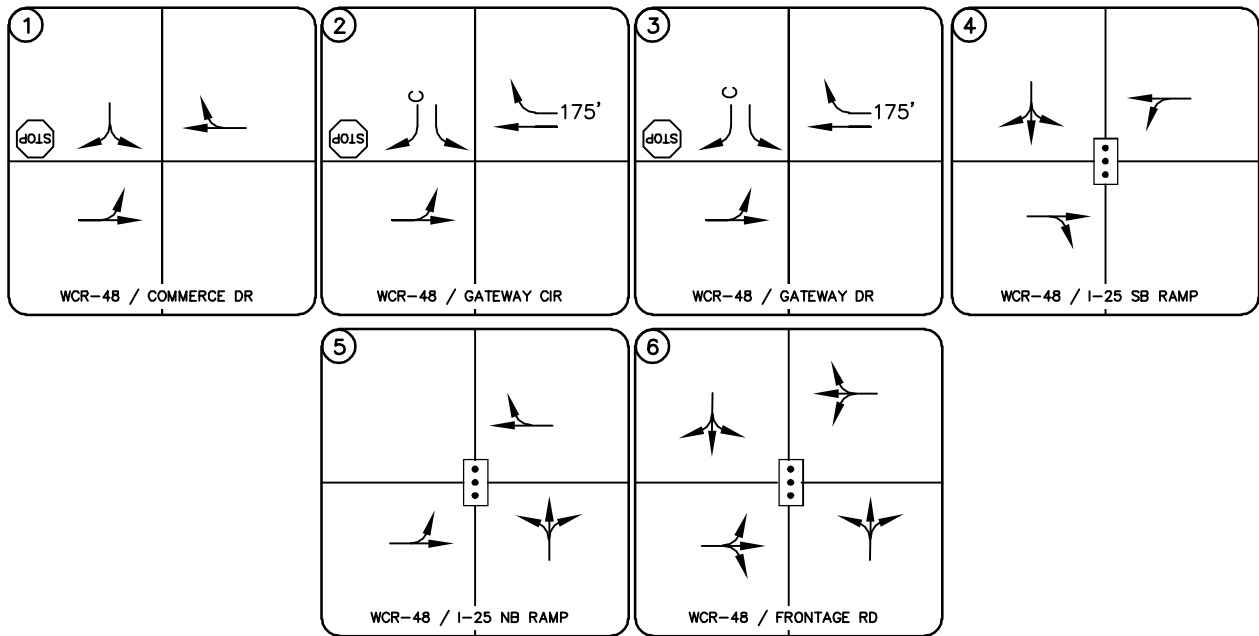 1
STOP
WCR-48 / COMMERCE DR
2
C
175'
STOP
WCR-48 / GATEWAY CIR
3
C
175'
STOP
WCR-48 / GATEWAY DR
4
WCR-48 / I-25 SB RAMP
5
WCR-48 / I-25 NB RAMP
6
WCR-48 / FRONTAGE RD